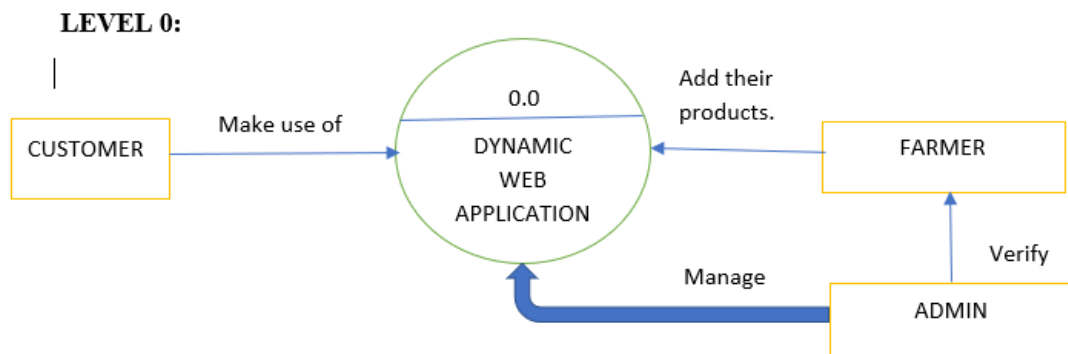 LEVEL 0:
CUSTOMER
Make use of
0.0
DYNAMIC
WEB
APPLICATION
Add their
products.
FARMER
Verify
Manage
ADMIN